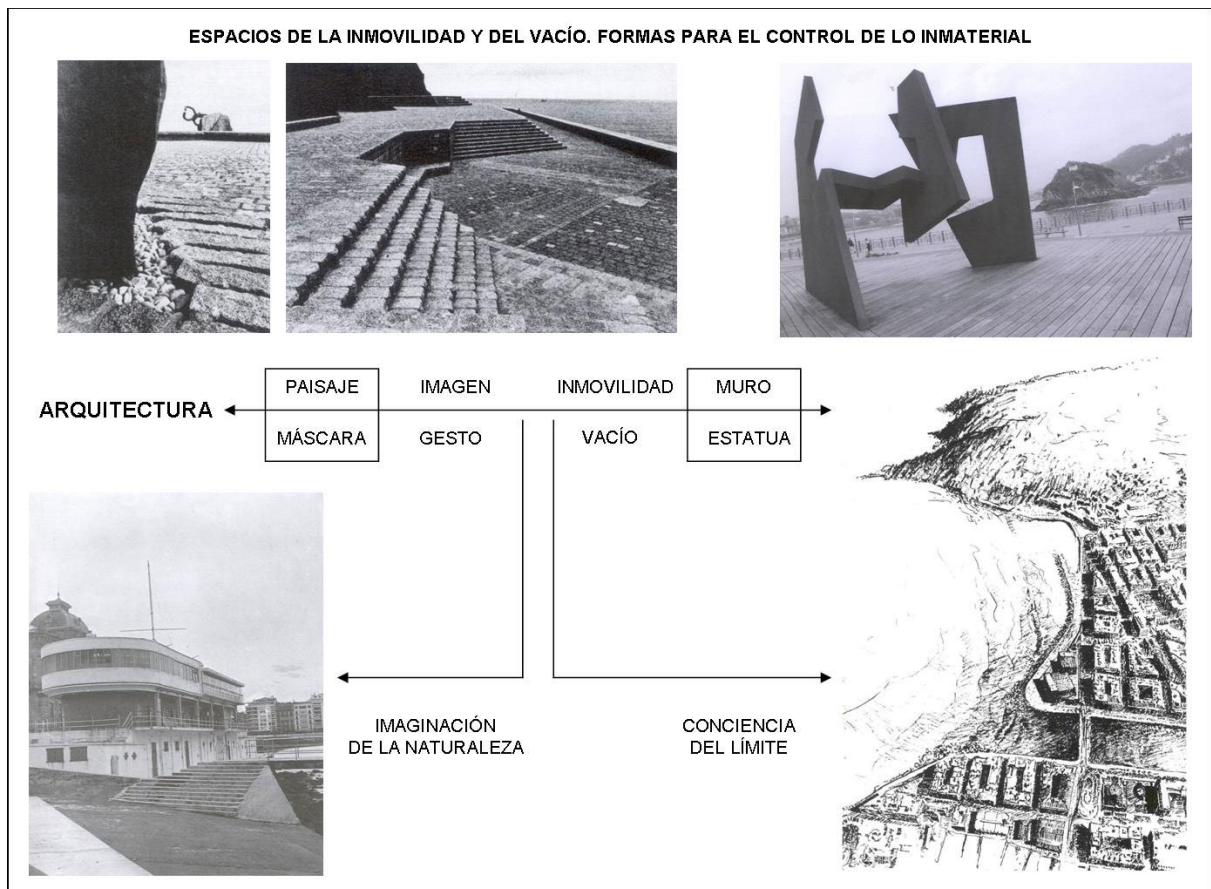 ESPACIOS DE LA INMOVILIDAD Y DEL VACÍO. FORMAS PARA EL CONTROL DE LO INMATERIAL
PAISAJE IMAGEN INMOVILIDAD MURO
ARQUITECTURA
MÁSCARA GESTO VACÍO ESTATUA
IMAGINACIÓN
DE LA NATURALEZA
CONCIENCIA
DEL LÍMITE